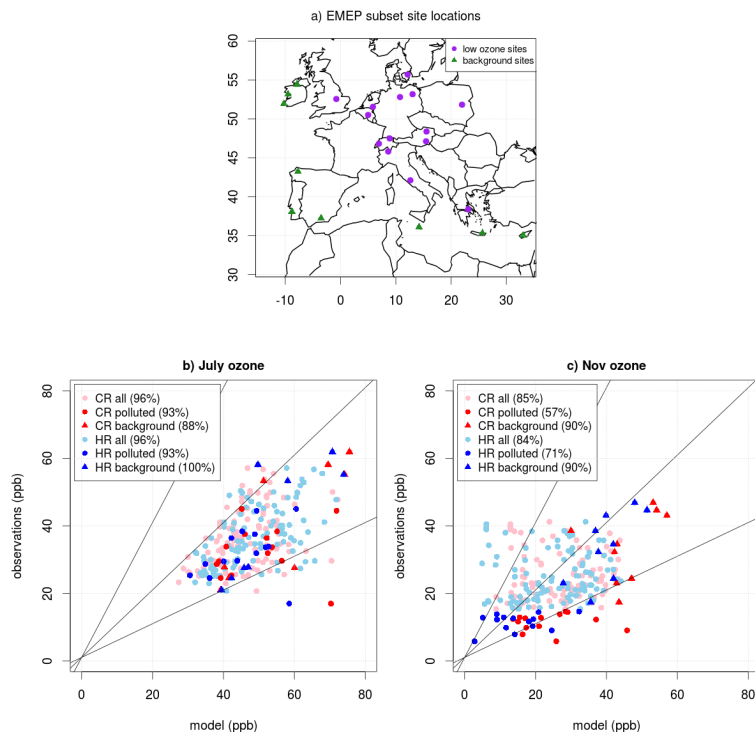 a) EMEP subset site locations
60
55
50
45
40
35
30
low ozone sites
background sites
-10 0 10 20 30
b) July ozone
80
60
40
20
0
observations (ppb)
CR all (96%)
CR polluted (93%)
CR background (88%)
HR all (96%)
HR polluted (93%)
HR background (100%)
0 20 40 60 80
model (ppb)
c) Nov ozone
80
60
40
20
0
observations (ppb)
CR all (85%)
CR polluted (57%)
CR background (90%)
HR all (84%)
HR polluted (71%)
HR background (90%)
0 20 40 60 80
model (ppb)